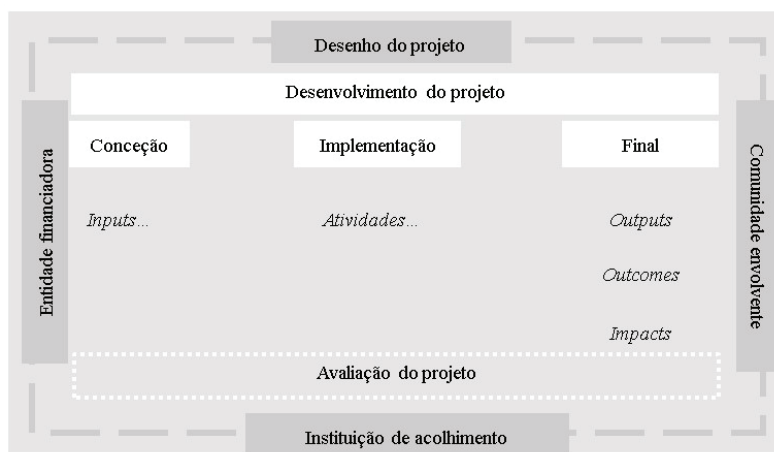 Desenho do projeto
Desenvolvimento do projeto
Entidade financiadora
Conceção
Implementação
Final
Comunidade envolvente
Inputs...
Atividades...
Outputs
Outcomes
Impacts
Avaliação do projeto
Instituição de acolhimento